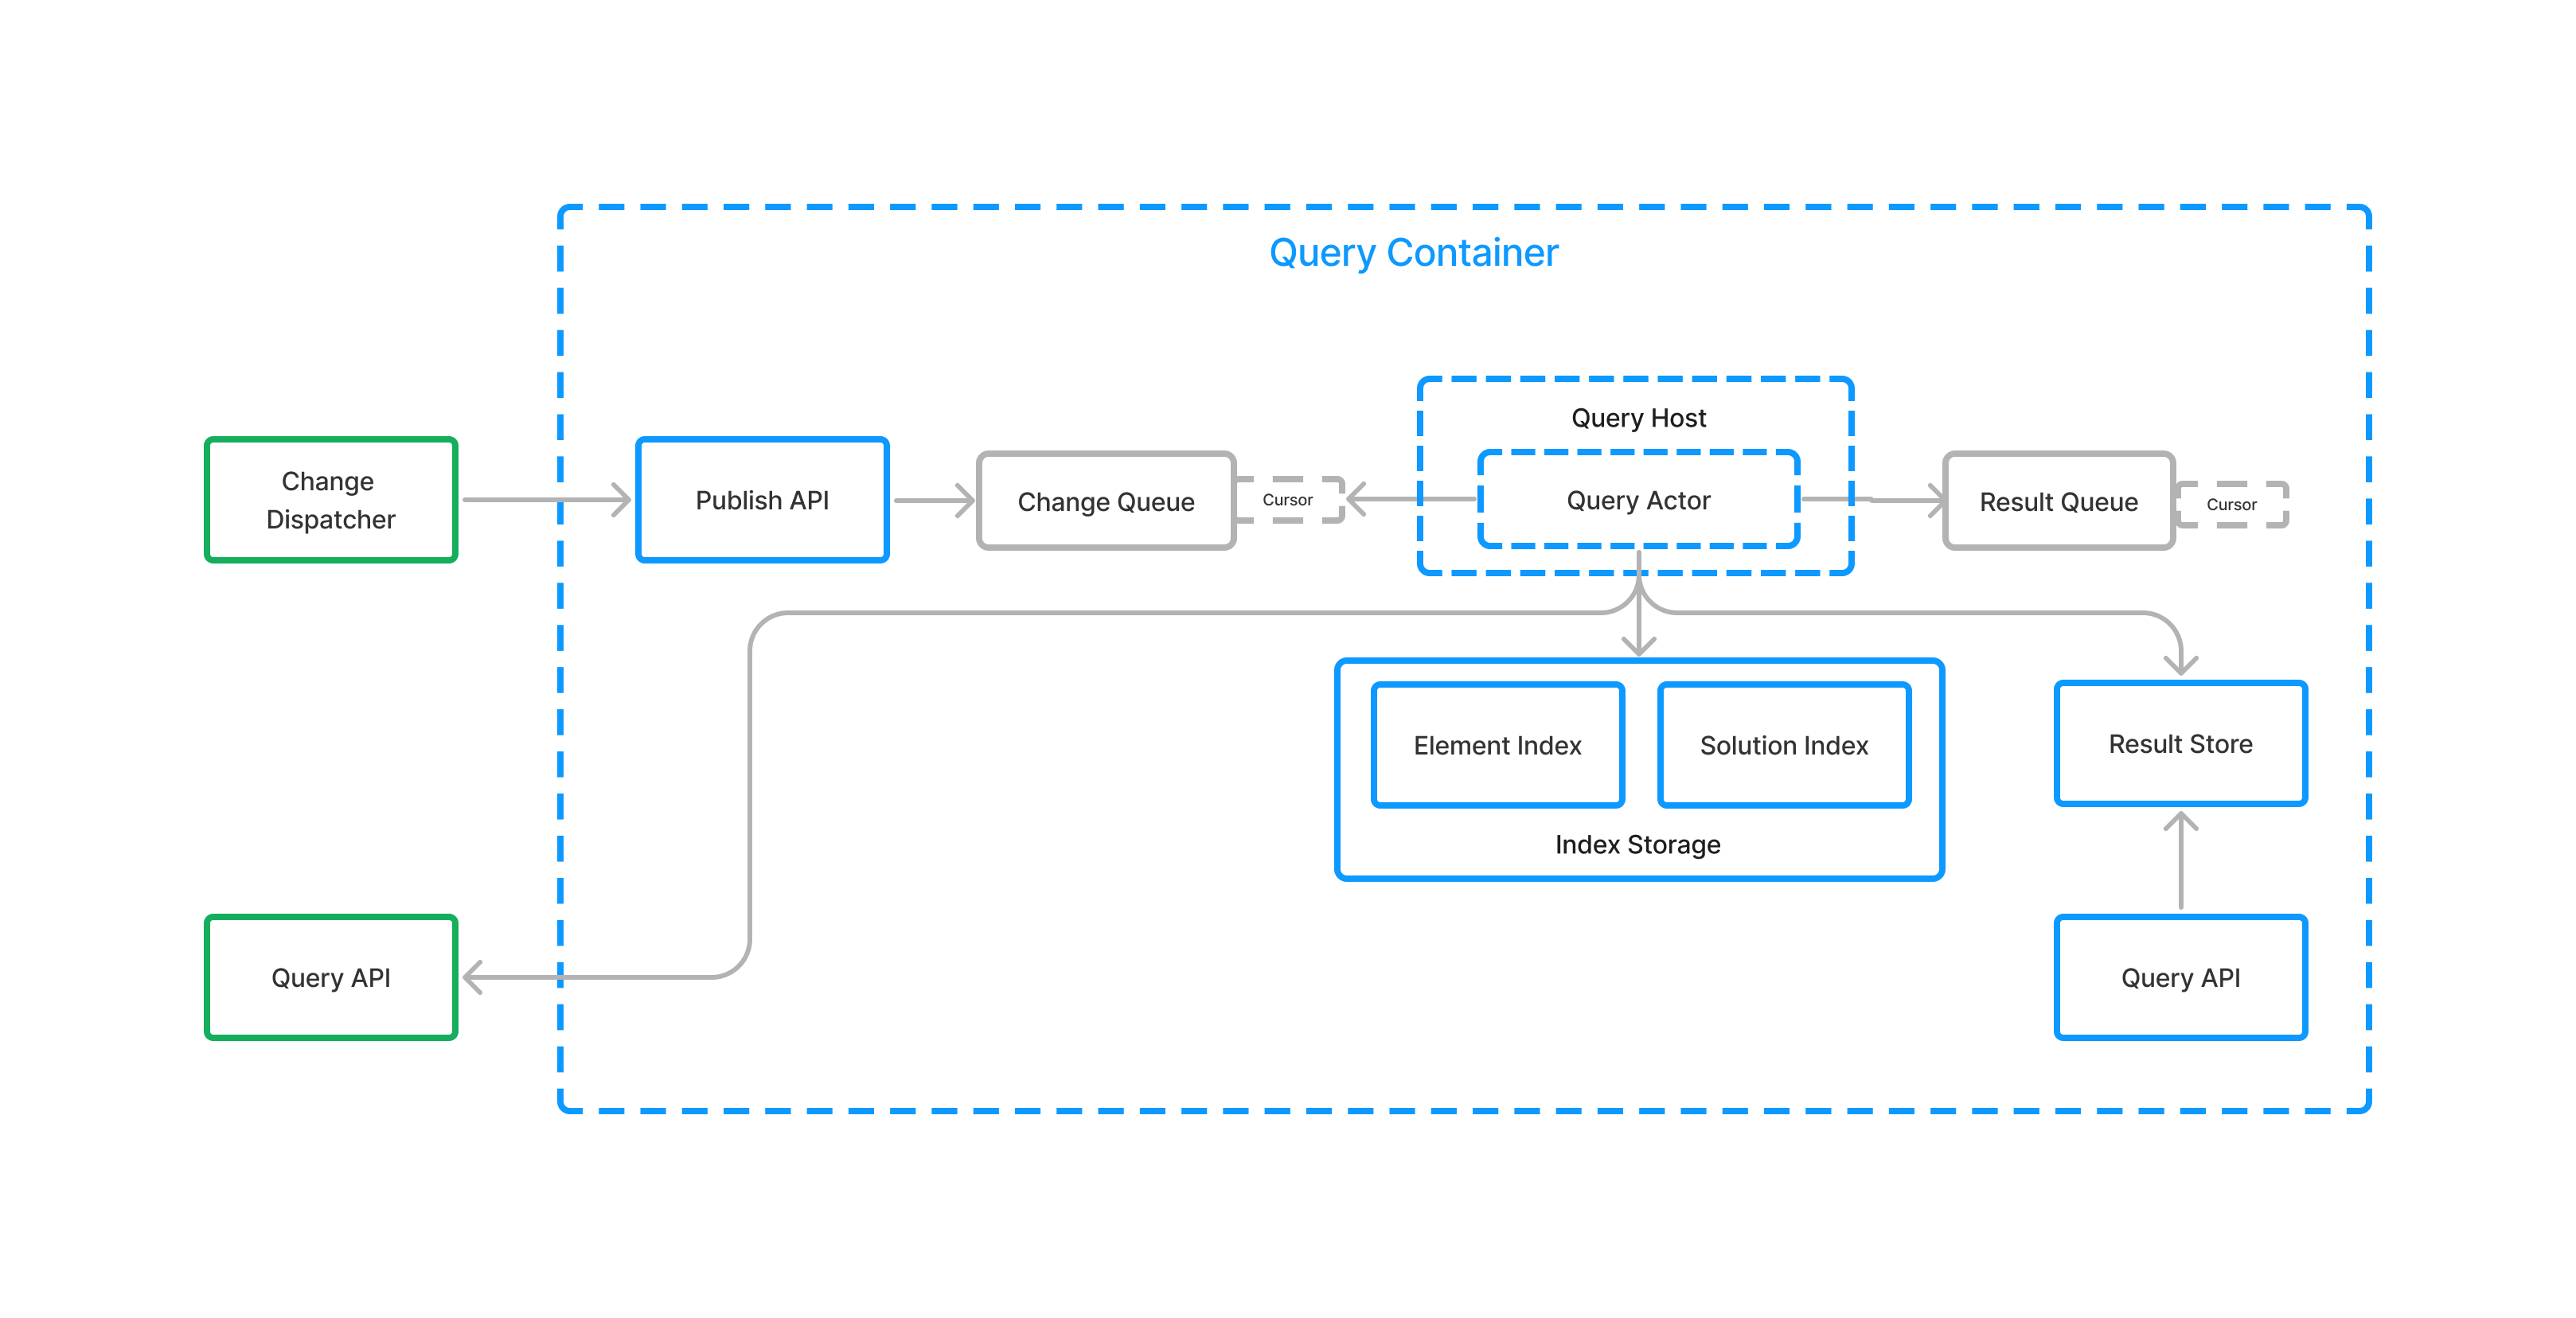 Query Container
Query Host
Change
Dispatcher
Publish API
Change Queue
Cursor
Query Actor
Result Queue
Cursor
Element Index
Solution Index
Index Storage
Result Store
Query API
Query API